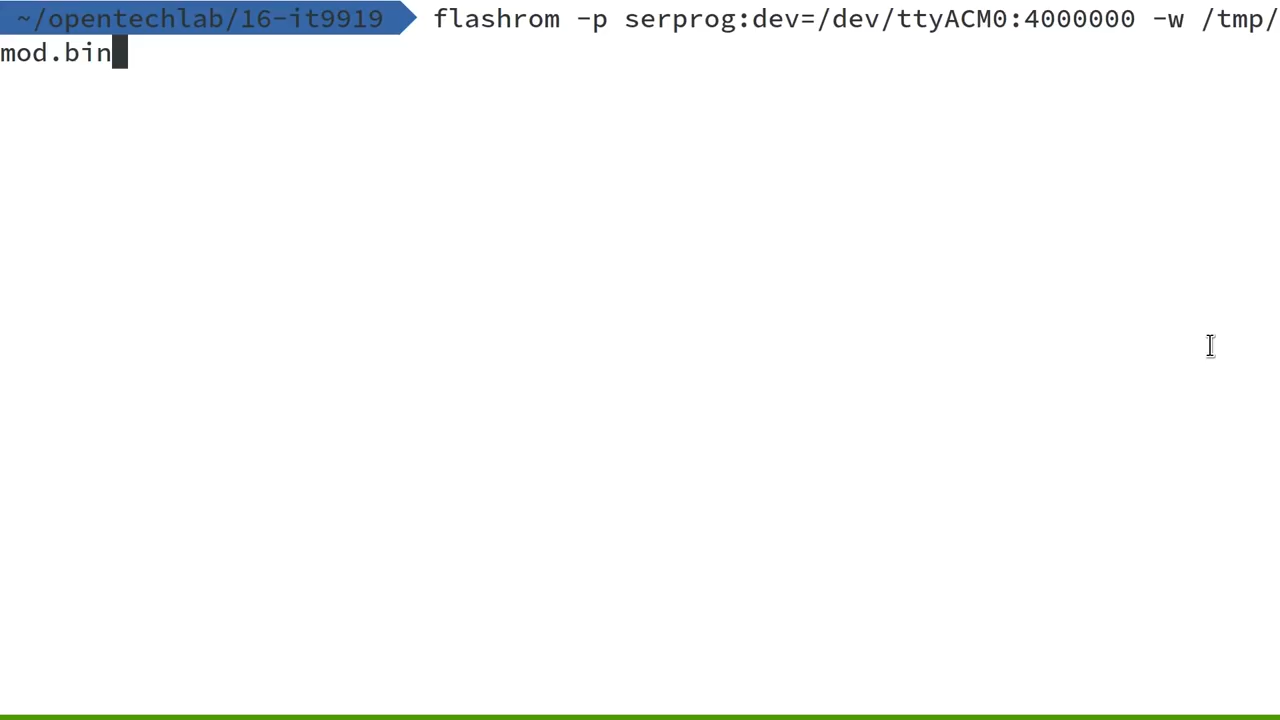 ~/opentechlab/16-it9919 flashrom -p serprog:dev=/dev/ttyACM0:4000000 -w /tmp/
mod.bin